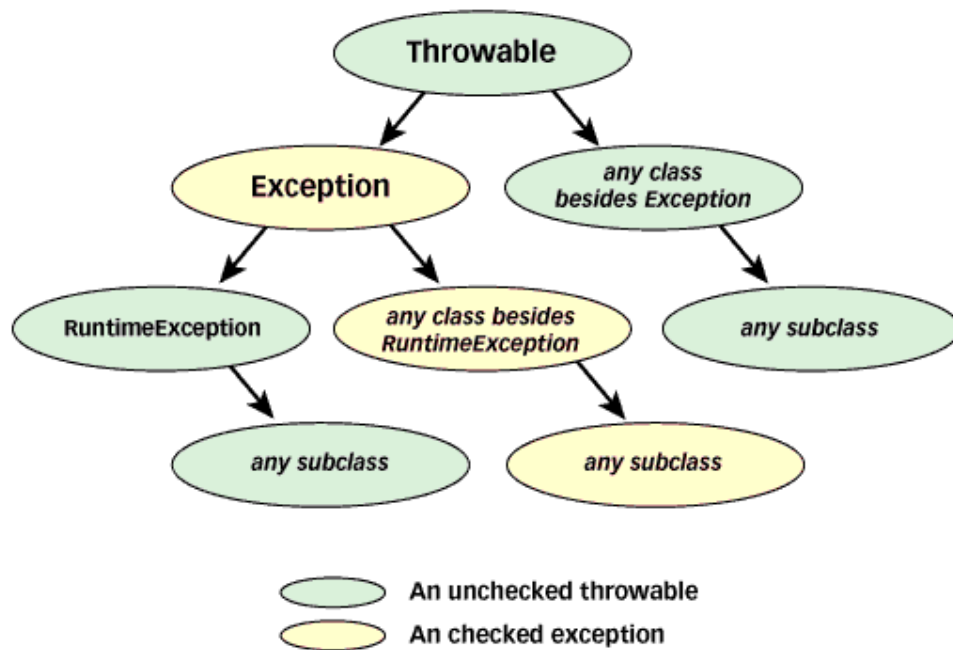 Throwable
Exception
any class
besides Exception
RuntimeException
any class besides
RuntimeException
any subclass
any subclass
any subclass
An unchecked throwable
An checked exception